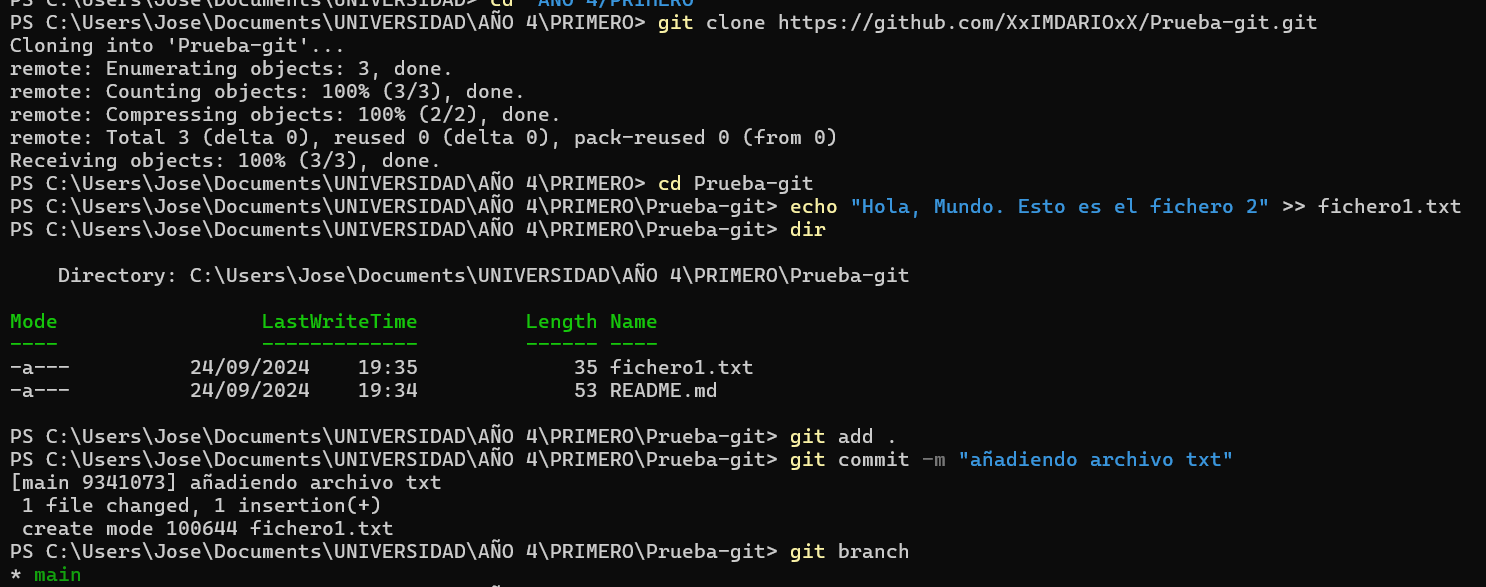 PS C:\Users\Jose\Documents\UNIVERSIDAD> cd "AÑO 4/PRIMERO"
PS C:\Users\Jose\Documents\UNIVERSIDAD\AÑO 4\PRIMERO> git clone https://github.com/XxIMDARIOxX/Prueba-git.git
Cloning into 'Prueba-git'...
remote: Enumerating objects: 3, done.
remote: Counting objects: 100% (3/3), done.
remote: Compressing objects: 100% (2/2), done.
remote: Total 3 (delta 0), reused 0 (delta 0), pack-reused 0 (from 0)
Receiving objects: 100% (3/3), done.
PS C:\Users\Jose\Documents\UNIVERSIDAD\AÑO 4\PRIMERO> cd Prueba-git
PS C:\Users\Jose\Documents\UNIVERSIDAD\AÑO 4\PRIMERO\Prueba-git> echo "Hola, Mundo. Esto es el fichero 2" >> fichero1.txt
PS C:\Users\Jose\Documents\UNIVERSIDAD\AÑO 4\PRIMERO\Prueba-git> dir
Directory: C:\Users\Jose\Documents\UNIVERSIDAD\AÑO 4\PRIMERO\Prueba-git
Mode LastWriteTime Length Name
---- ------------- ------ ----
-a--- 24/09/2024 19:35 35 fichero1.txt
-a--- 24/09/2024 19:34 53 README.md
PS C:\Users\Jose\Documents\UNIVERSIDAD\AÑO 4\PRIMERO\Prueba-git> git add .
PS C:\Users\Jose\Documents\UNIVERSIDAD\AÑO 4\PRIMERO\Prueba-git> git commit -m "añadiendo archivo txt"
[main 9341073] añadiendo archivo txt
1 file changed, 1 insertion(+)
create mode 100644 fichero1.txt
PS C:\Users\Jose\Documents\UNIVERSIDAD\AÑO 4\PRIMERO\Prueba-git> git branch
* main